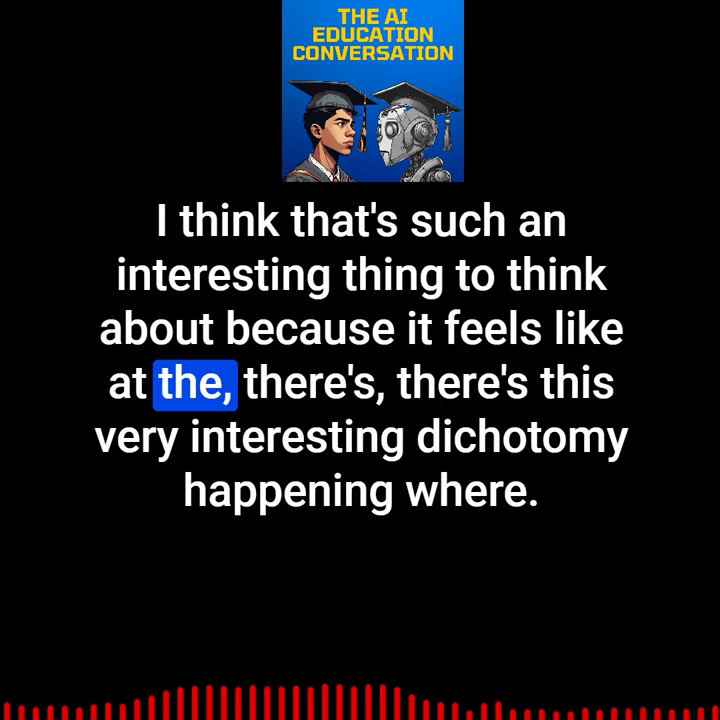 THE AI
EDUCATION
CONVERSATION
I think that's such an
interesting thing to think
about because it feels like
at the, there's, there's this
very interesting dichotomy
happening where.